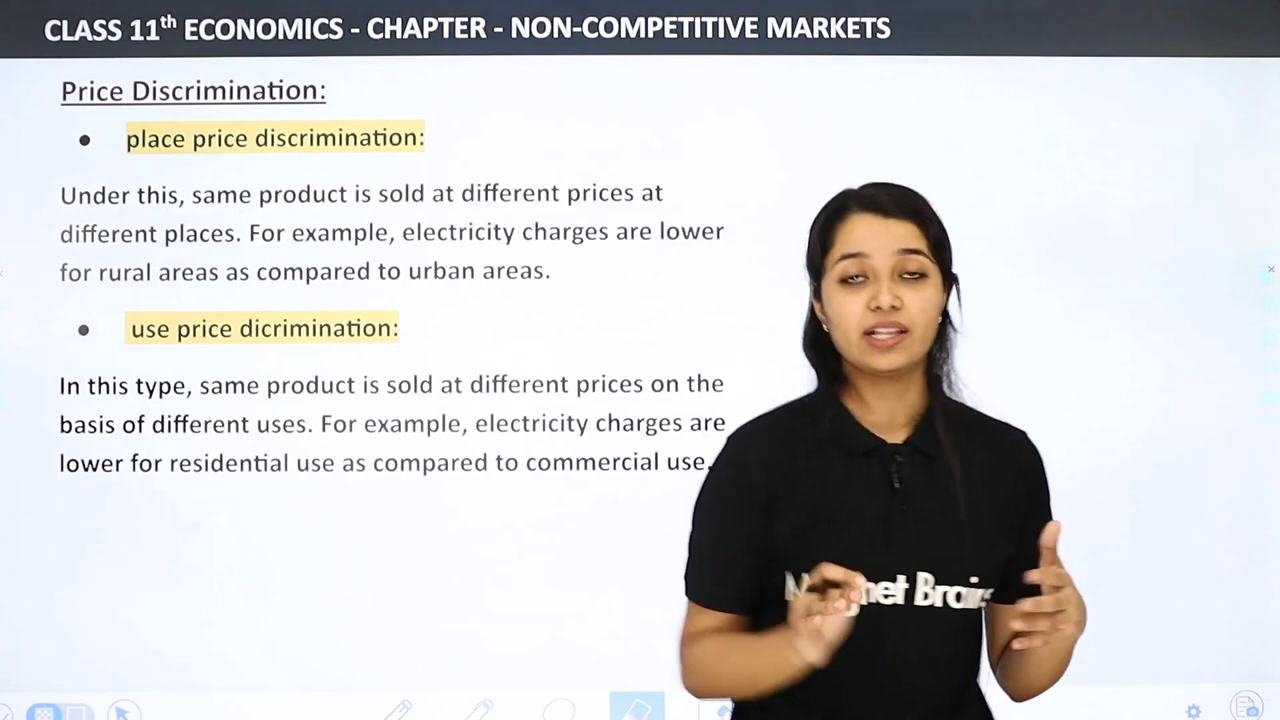 CLASS 11th ECONOMICS - CHAPTER - NON-COMPETITIVE MARKETS
Price Discrimination:
● place price discrimination:
Under this, same product is sold at different prices at
different places. For example, electricity charges are lower
for rural areas as compared to urban areas.
● use price dicrimination:
In this type, same product is sold at different prices on the
basis of different uses. For example, electricity charges are
lower for residential use as compared to commercial use.